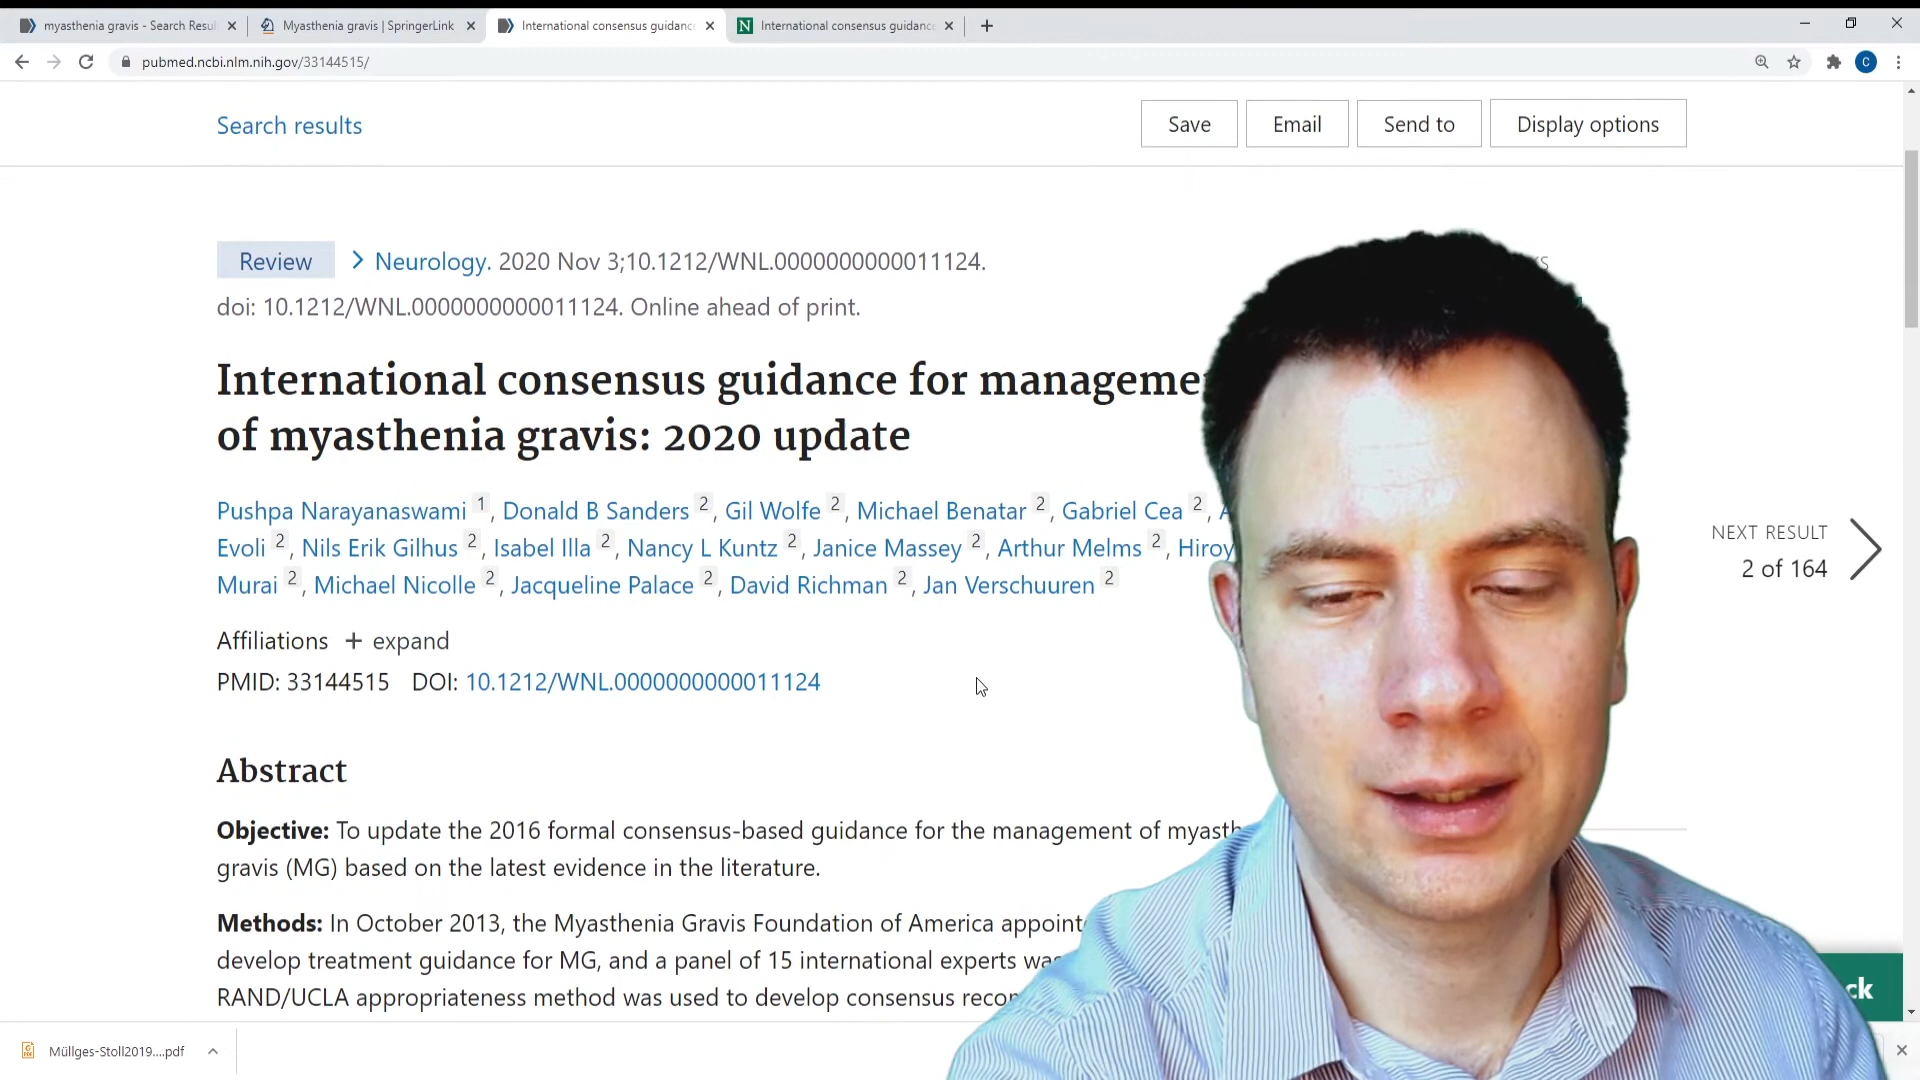 myasthenia gravis - Search Resu
Myasthenia gravis | SpringerLink
International consensus guidance
International consensus guidance
pubmed.ncbi.nlm.nih.gov/33144515/
C
Search results
Save
Email
Send to
Display options
Review
Neurology. 2020 Nov 3;10.1212/WNL.0000000000011124.
doi: 10.1212/WNL.0000000000011124. Online ahead of print.
International consensus guidance for manageme
of myasthenia gravis: 2020 update
Pushpa Narayanaswami 1, Donald B Sanders 2, Gil Wolfe 2, Michael Benatar 2, Gabriel Cea 2,
Evoli 2, Nils Erik Gilhus 2, Isabel Illa 2, Nancy L Kuntz 2, Janice Massey 2, Arthur Melms 2, Hiroy
Murai 2, Michael Nicolle 2, Jacqueline Palace 2, David Richman 2, Jan Verschuuren 2
NEXT RESULT
2 of 164
Affiliations + expand
PMID: 33144515 DOI: 10.1212/WNL.0000000000011124
Abstract
Objective: To update the 2016 formal consensus-based guidance for the management of myasth
gravis (MG) based on the latest evidence in the literature.
Methods: In October 2013, the Myasthenia Gravis Foundation of America appoint
develop treatment guidance for MG, and a panel of 15 international experts was
RAND/UCLA appropriateness method was used to develop consensus recor
ck
Müllges-Stoll2019....pdf